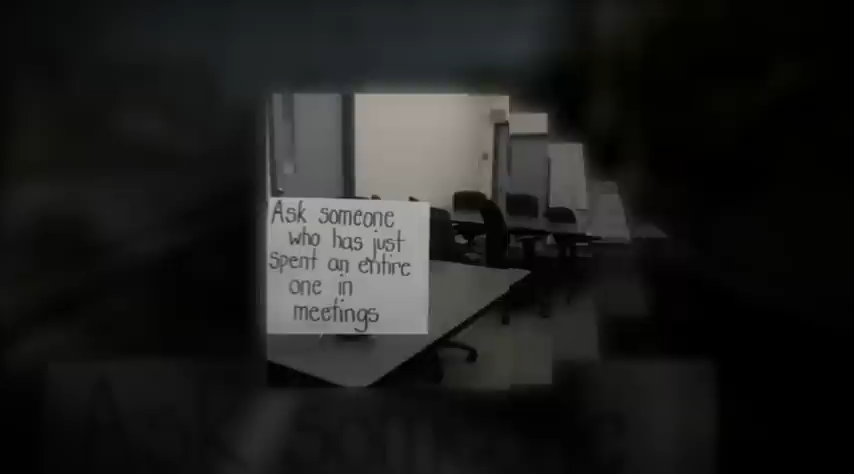 Ask someone
who has just
spent an entire
one in
meetings